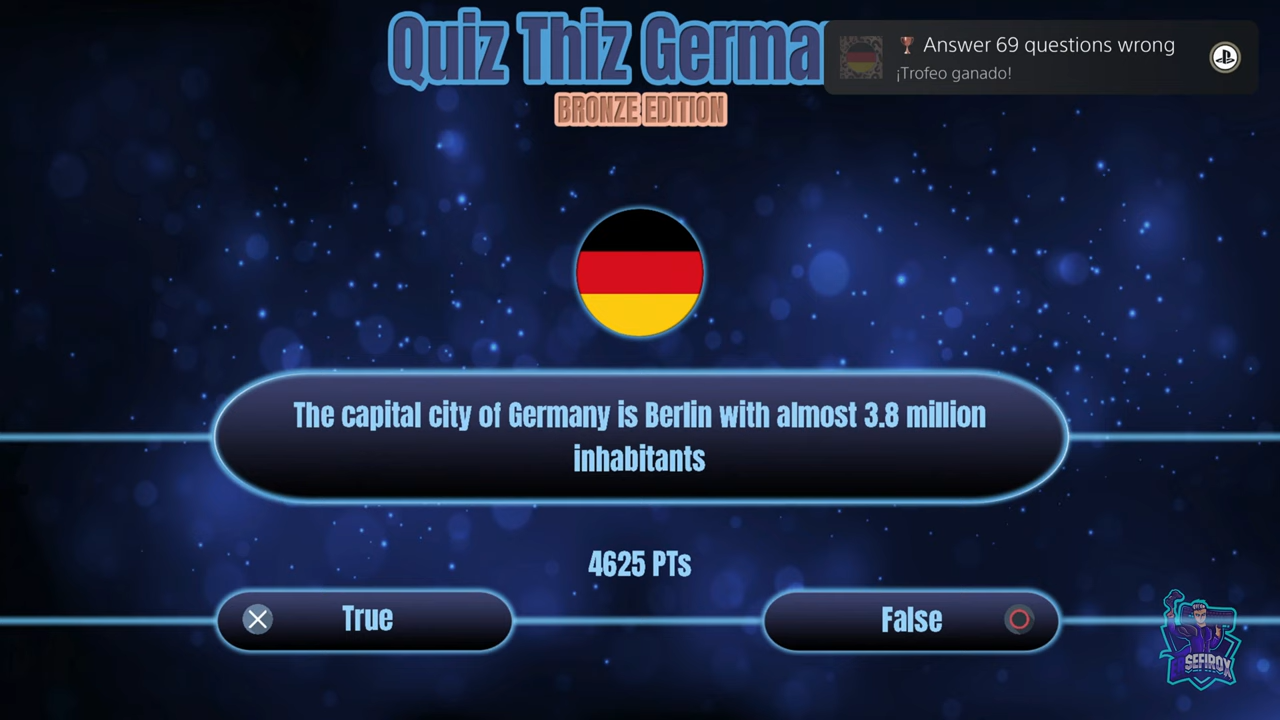 Quiz Thiz Germa
Answer 69 questions wrong
¡Trofeo ganado!
BRONZE EDITION
The capital city of Germany is Berlin with almost 3.8 million
inhabitants
4625 PTs
True
False
SEFIROX